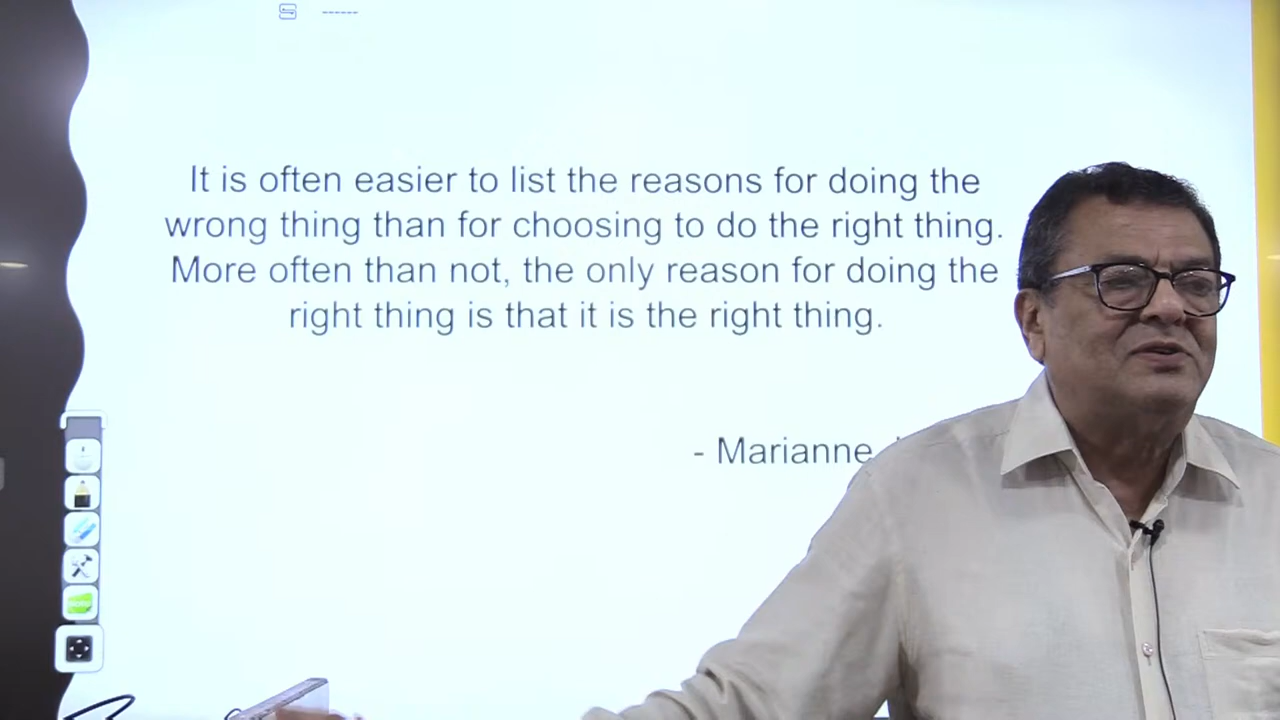 It is often easier to list the reasons for doing the
wrong thing than for choosing to do the right thing.
More often than not, the only reason for doing the
right thing is that it is the right thing.
- Marianne